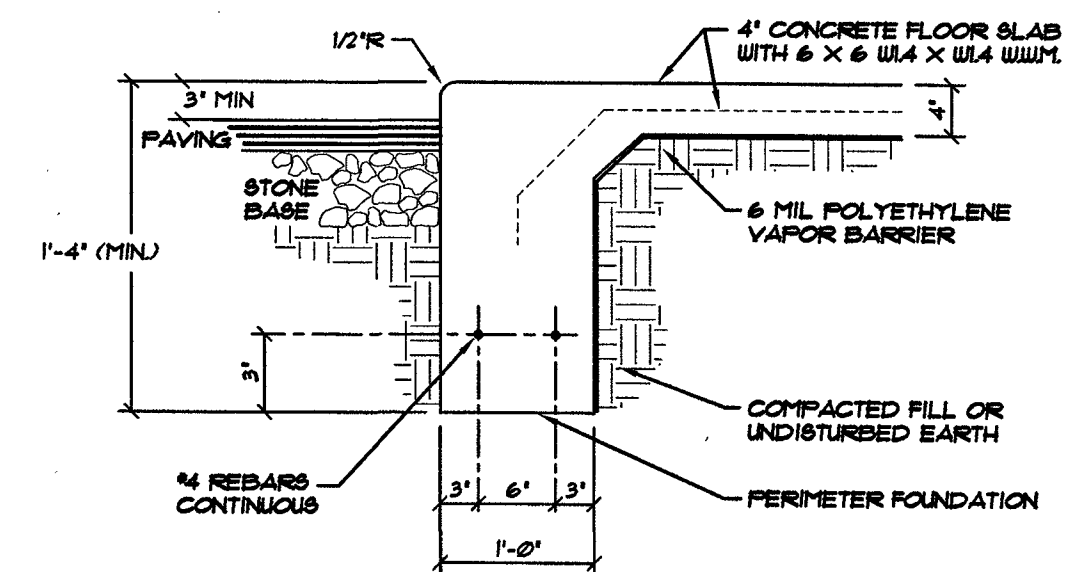 1/2"R
4" CONCRETE FLOOR SLAB
WITH 6 X 6 W1.4 X W1.4 W.W.M.
3" MIN
4"
PAVING
STONE
BASE
6 MIL POLYETHYLENE
VAPOR BARRIER
1'-4" (MIN.)
3"
COMPACTED FILL OR
UNDISTURBED EARTH
#4 REBARS
CONTINUOUS
3"
6"
3"
PERIMETER FOUNDATION
1'-0"